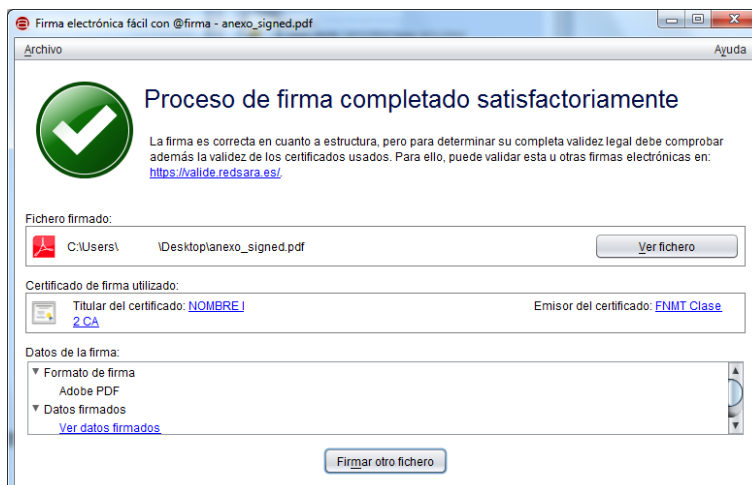 Firma electrónica fácil con @firma - anexo_signed.pdf
Archivo Ayuda
Proceso de firma completado satisfactoriamente
La firma es correcta en cuanto a estructura, pero para determinar su completa validez legal debe comprobar
además la validez de los certificados usados. Para ello, puede validar esta u otras firmas electrónicas en:
https://valide.redsara.es/.
Fichero firmado:
C:\Users\ \Desktop\anexo_signed.pdf Ver fichero
Certificado de firma utilizado:
Titular del certificado: NOMBRE Emisor del certificado: FNMT Clase
2 CA
Datos de la firma:
Formato de firma
Adobe PDF
Datos firmados
Ver datos firmados
Firmar otro fichero